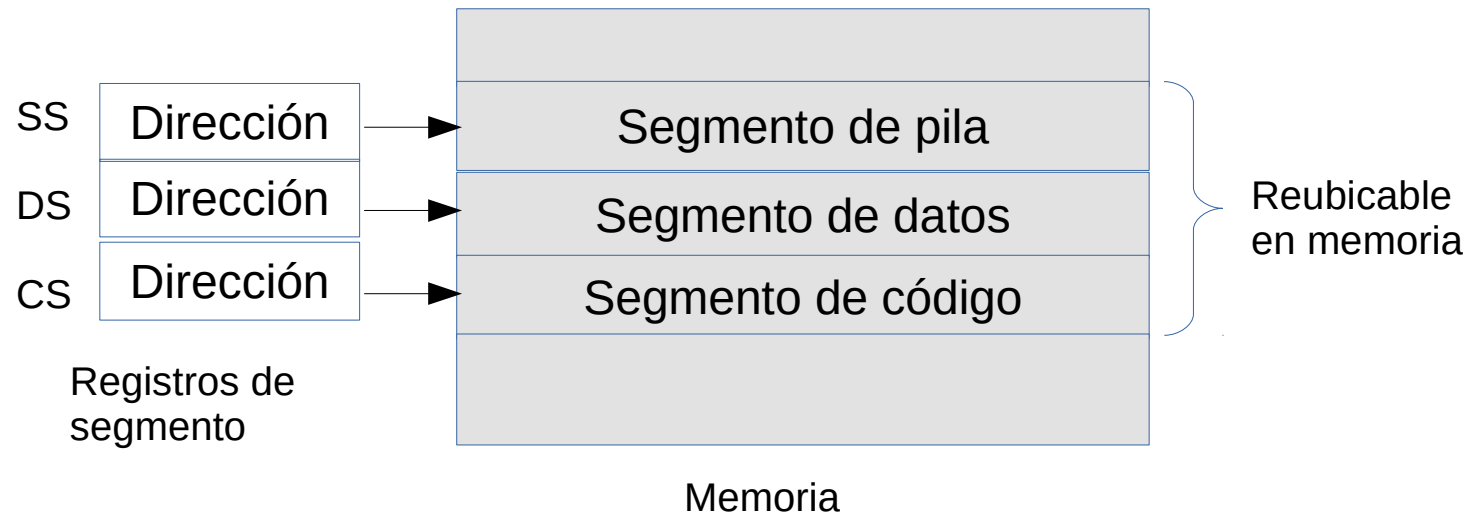 SS
Dirección
Segmento de pila
DS
Dirección
Segmento de datos
CS
Dirección
Segmento de código
Reubicable
en memoria
Registros de
segmento
Memoria